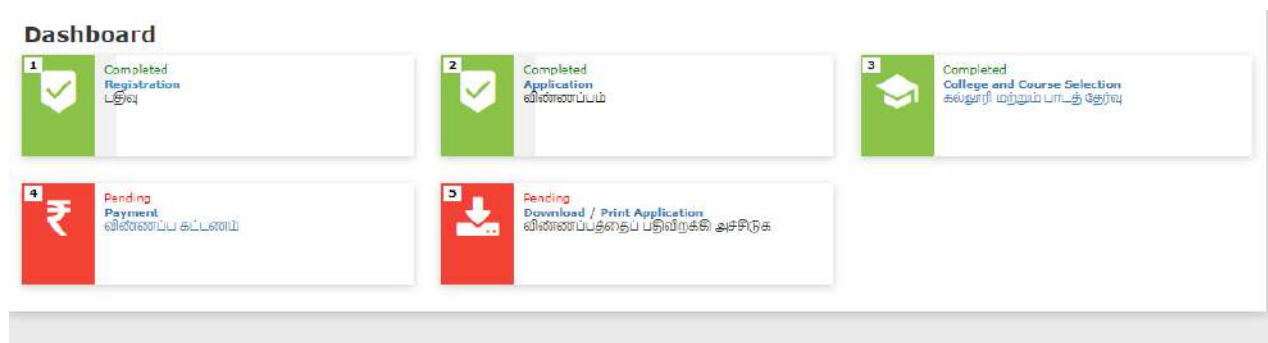 Dashboard
1
Completed
Registration
பதிவு
2
Completed
Application
விண்ணப்பம்
3
Completed
College and Course Selection
கல்லூரி மற்றும் பாடத் தேர்வு
4
Pending
Payment
விண்ணப்ப கட்டணம்
5
Pending
Download / Print Application
விண்ணப்பத்தைப் பதிவிறக்கி அச்சிடுக